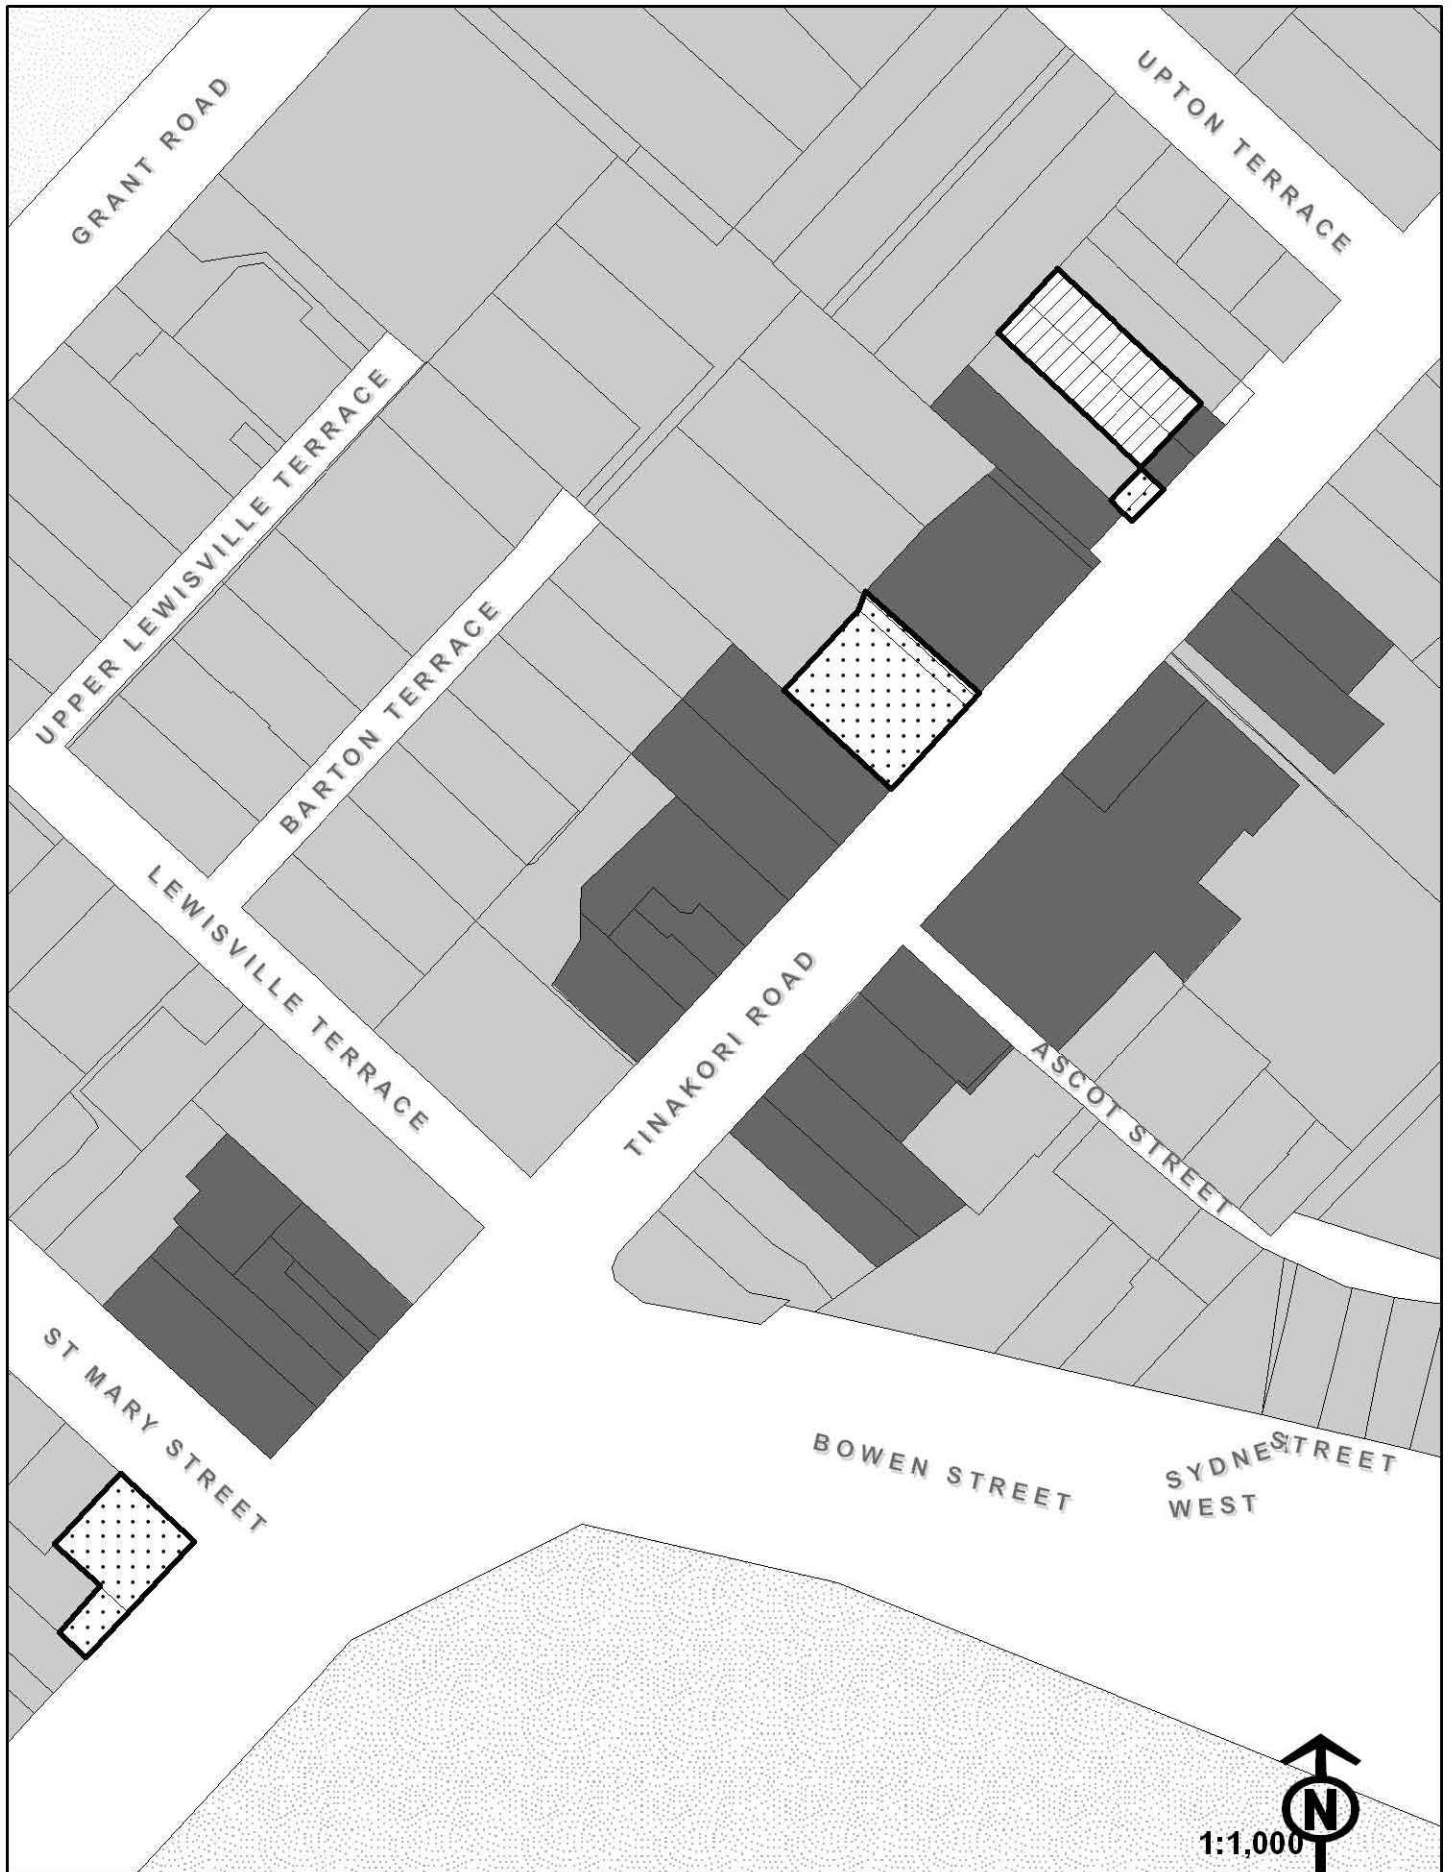 UPTON TERRACE
GRANT ROAD
UPPER LEWISVILLE TERRACE
BARTON TERRACE
LEWISVILLE TERRACE
TINAKORI ROAD
ASCOT STREET
ST MARY STREET
BOWEN STREET
STREET
WEST
N
1:1,000